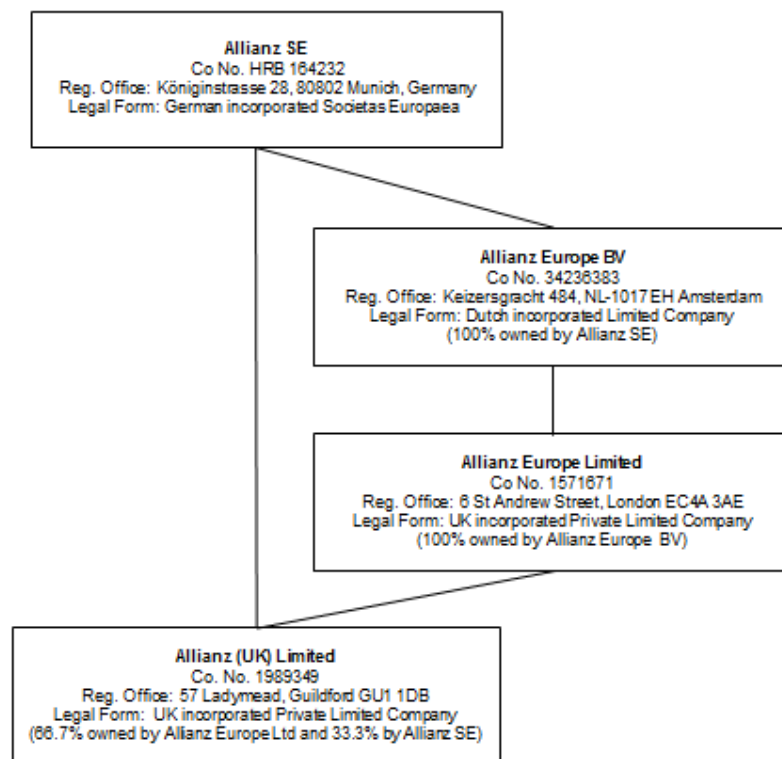 Allianz SE
Co No. HRB 164232
Reg. Office: Königinstrasse 28, 80802 Munich, Germany
Legal Form: German incorporated Societas Europaea
Allianz Europe BV
Co No. 34236383
Reg. Office: Keizersgracht 484, NL-1017 EH Amsterdam
Legal Form: Dutch incorporated Limited Company
(100% owned by Allianz SE)
Allianz Europe Limited
Co No. 1571671
Reg. Office: 6 St Andrew Street, London EC4A 3AE
Legal Form: UK incorporated Private Limited Company
(100% owned by Allianz Europe BV)
Allianz (UK) Limited
Co. No. 1989349
Reg. Office: 57 Ladymead, Guildford GU1 1DB
Legal Form: UK incorporated Private Limited Company
(66.7% owned by Allianz Europe Ltd and 33.3% by Allianz SE)